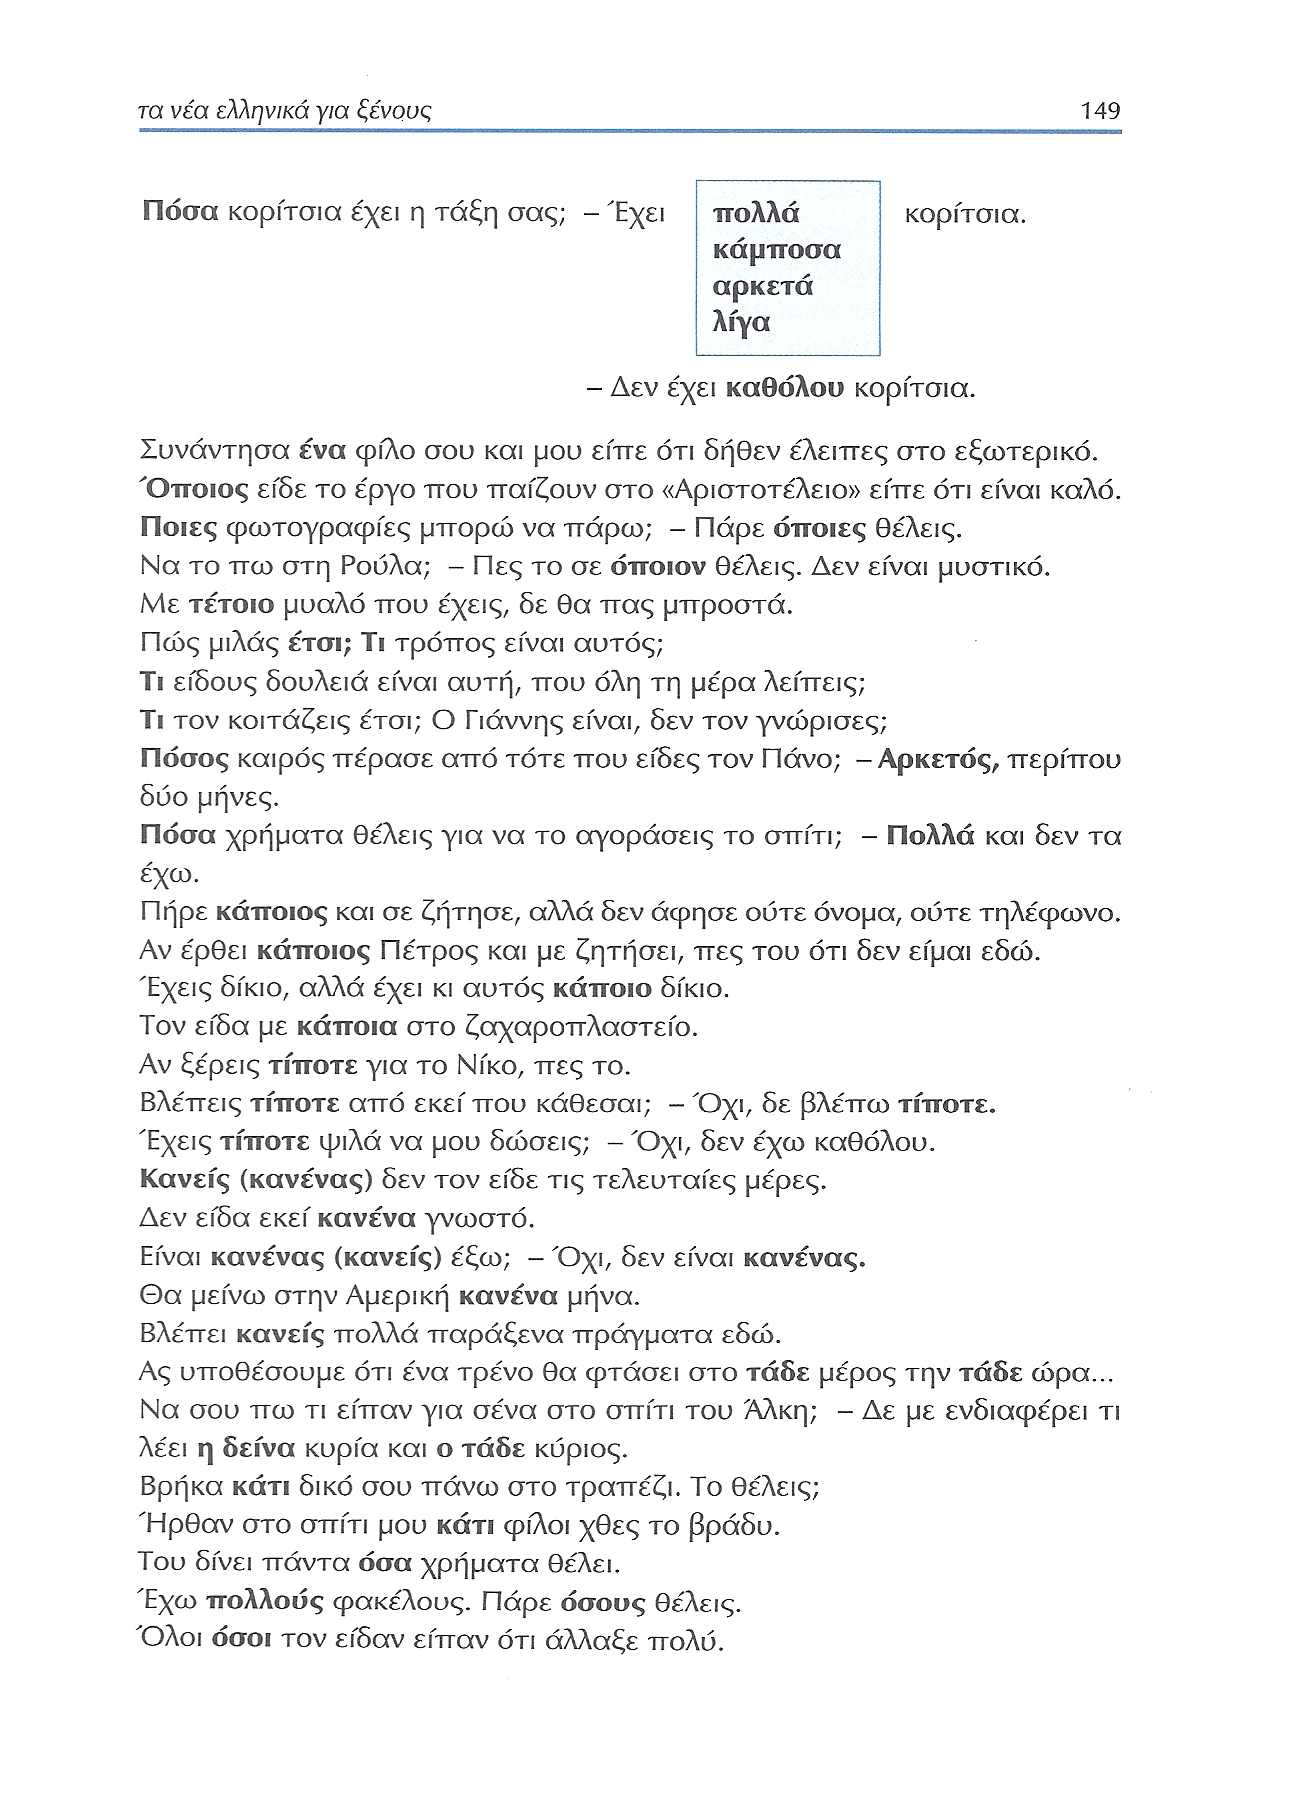 τα νέα ελληνικά για ξένους 149
Πόσα κορίτσια έχει η τάξη σας; – Έχει πολλά κορίτσια.
κάμποσα
αρκετά
λίγα
– Δεν έχει καθόλου κορίτσια.
Συνάντησα ένα φίλο σου και μου είπε ότι δήθεν έλειπες στο εξωτερικό.
Όποιος είδε το έργο που παίζουν στο «Αριστοτέλειο» είπε ότι είναι καλό.
Ποιες φωτογραφίες μπορώ να πάρω; – Πάρε όποιες θέλεις.
Να το πω στη Ρούλα; – Πες το σε όποιον θέλεις. Δεν είναι μυστικό.
Με τέτοιο μυαλό που έχεις, δε θα πας μπροστά.
Πώς μιλάς έτσι; Τι τρόπος είναι αυτός;
Τι είδους δουλειά είναι αυτή, που όλη τη μέρα λείπεις;
Τι τον κοιτάζεις έτσι; Ο Γιάννης είναι, δεν τον γνώρισες;
Πόσος καιρός πέρασε από τότε που είδες τον Πάνο; – Αρκετός, περίπου
δύο μήνες.
Πόσα χρήματα θέλεις για να το αγοράσεις το σπίτι; – Πολλά και δεν τα
έχω.
Πήρε κάποιος και σε ζήτησε, αλλά δεν άφησε ούτε όνομα, ούτε τηλέφωνο.
Αν έρθει κάποιος Πέτρος και με ζητήσει, πες του ότι δεν είμαι εδώ.
Έχεις δίκιο, αλλά έχει κι αυτός κάποιο δίκιο.
Τον είδα με κάποια στο ζαχαροπλαστείο.
Αν ξέρεις τίποτε για το Νίκο, πες το.
Βλέπεις τίποτε από εκεί που κάθεσαι; – Όχι, δε βλέπω τίποτε.
Έχεις τίποτε ψιλά να μου δώσεις; – Όχι, δεν έχω καθόλου.
Κανείς (κανένας) δεν τον είδε τις τελευταίες μέρες.
Δεν είδα εκεί κανένα γνωστό.
Είναι κανένας (κανείς) έξω; – Όχι, δεν είναι κανένας.
Θα μείνω στην Αμερική κανένα μήνα.
Βλέπει κανείς πολλά παράξενα πράγματα εδώ.
Ας υποθέσουμε ότι ένα τρένο θα φτάσει στο τάδε μέρος την τάδε ώρα...
Να σου πω τι είπαν για σένα στο σπίτι του Άλκη; – Δε με ενδιαφέρει τι
λέει η δείνα κυρία και ο τάδε κύριος.
Βρήκα κάτι δικό σου πάνω στο τραπέζι. Το θέλεις;
Ήρθαν στο σπίτι μου κάτι φίλοι χθες το βράδυ.
Του δίνει πάντα όσα χρήματα θέλει.
Έχω πολλούς φακέλους. Πάρε όσους θέλεις.
Όλοι όσοι τον είδαν είπαν ότι άλλαξε πολύ.